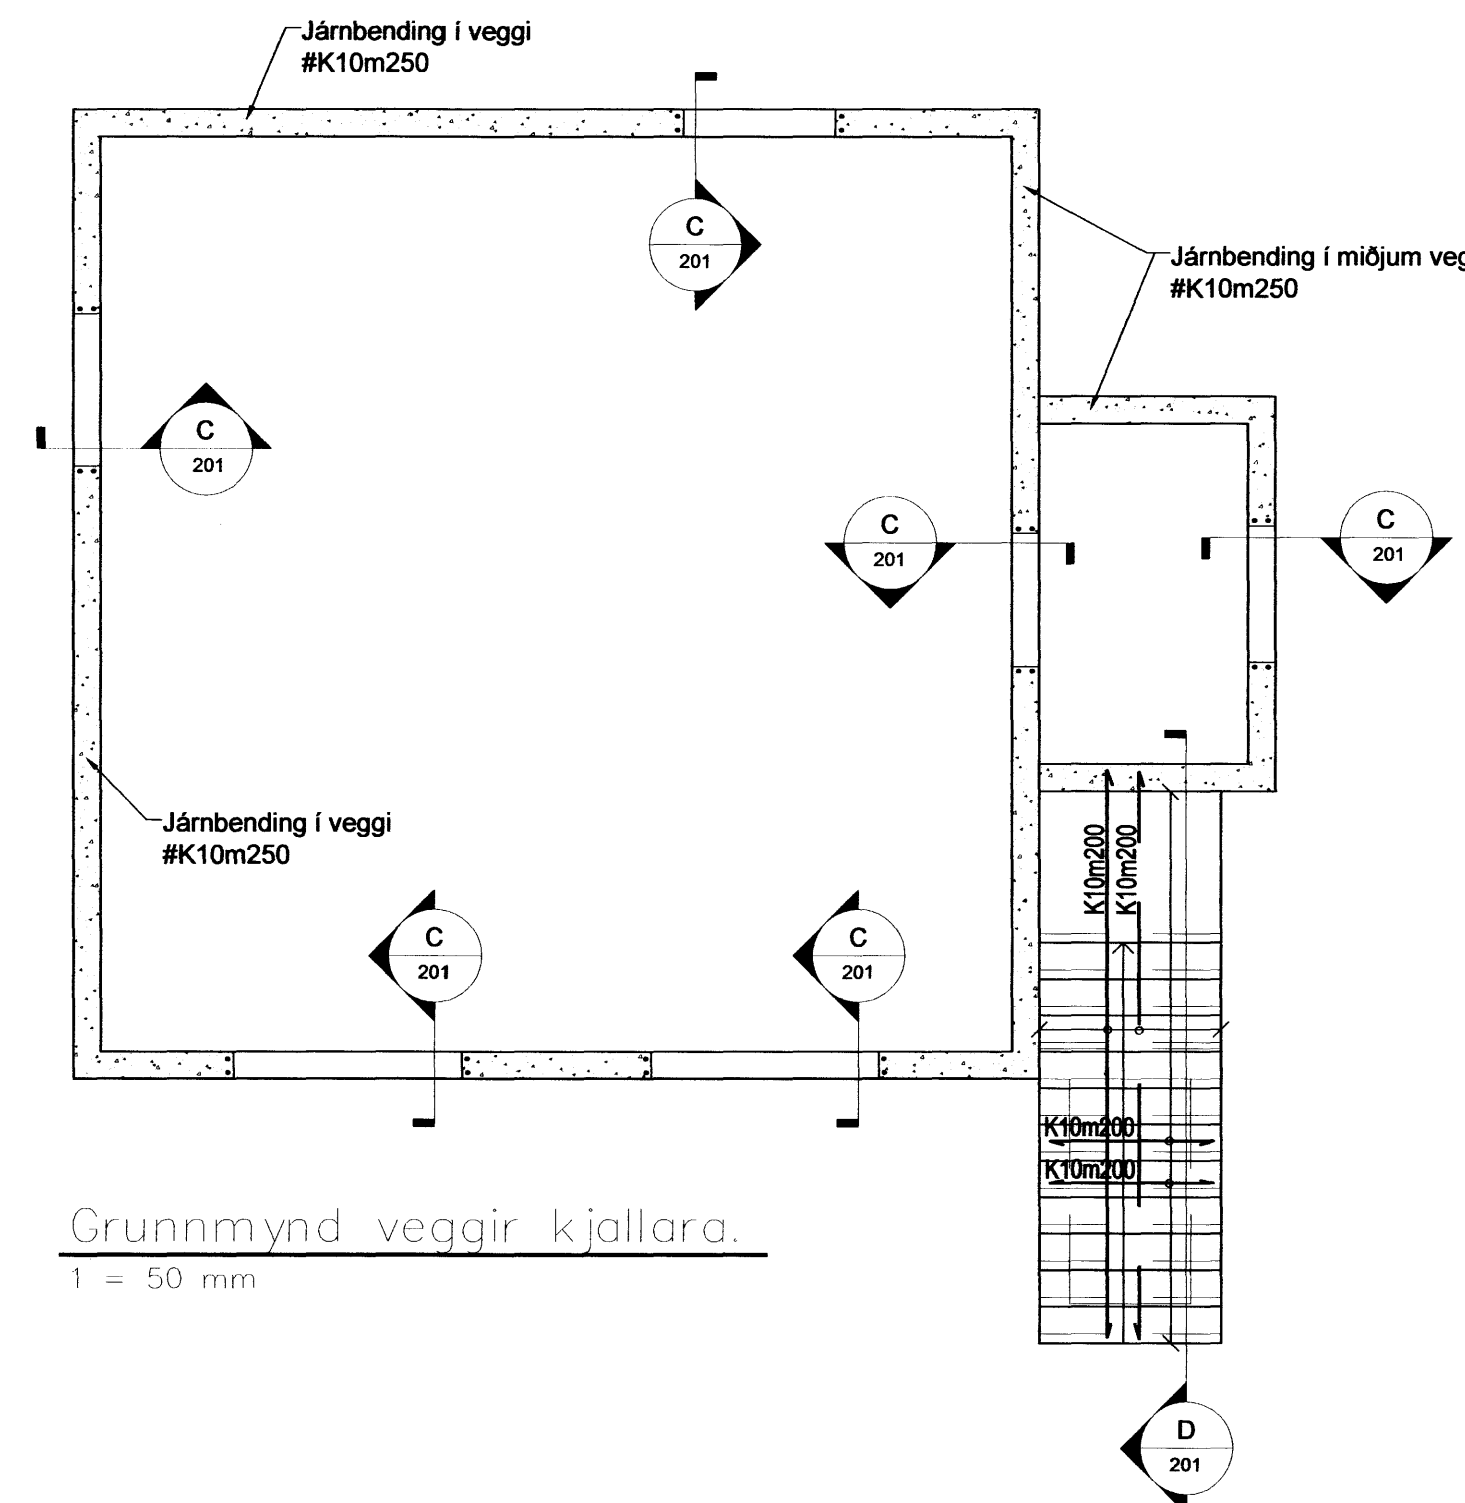 Járnbending í veggi
#K10m250
C
201
Járnbending í miðjum veg
#K10m250
C
201
C
201
C
201
Járnbending í veggi
#K10m250
K10m200
K10m200
C
201
C
201
K10m200
K10m200
Grunnmynd veggir kjallara.
1 = 50 mm
D
201